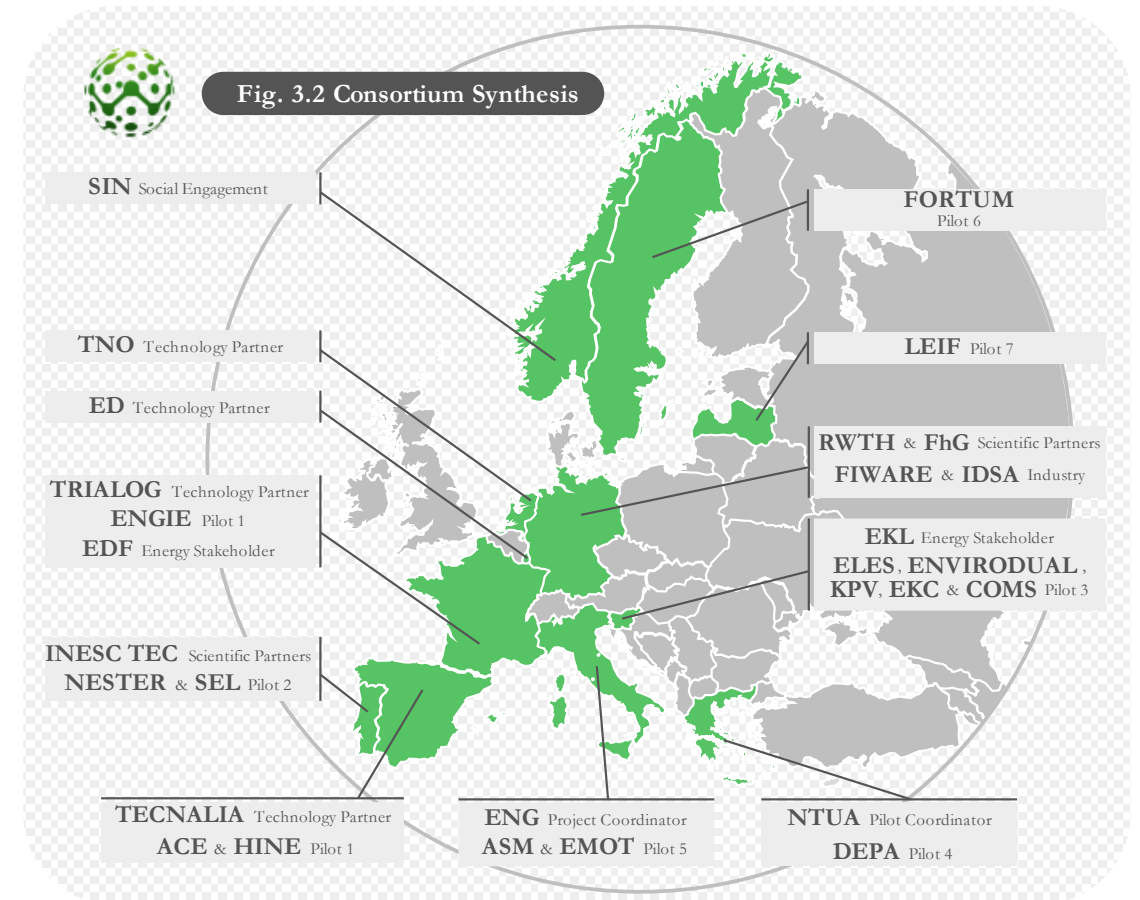 Fig. 3.2 Consortium Synthesis
SIN Social Engagement
FORTUM
Pilot 6
TNO Technology Partner
LEIF Pilot 7
ED Technology Partner
RWTH & FhG Scientific Partners
FIWARE & IDSA Industry
TRIALOG Technology Partner
ENGIE Pilot 1
EDF Energy Stakeholder
EKL Energy Stakeholder
ELES, ENVIRODUAL,
KPV, EKC & COMS Pilot 3
INESC TEC Scientific Partners
NESTER & SEL Pilot 2
TECNALIA Technology Partner
ACE & HINE Pilot 1
ENG Project Coordinator
ASM & EMOT Pilot 5
NTUA Pilot Coordinator
DEPA Pilot 4